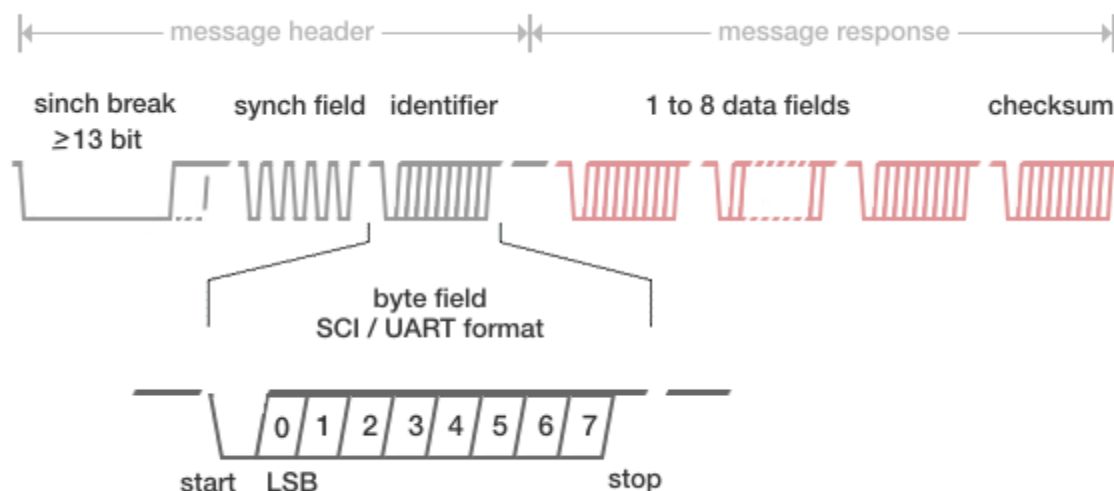 message header
message response
sinch break
≥13 bit
synch field
identifier
1 to 8 data fields
checksum
byte field
SCI / UART format
0 1 2 3 4 5 6 7
start
LSB
stop